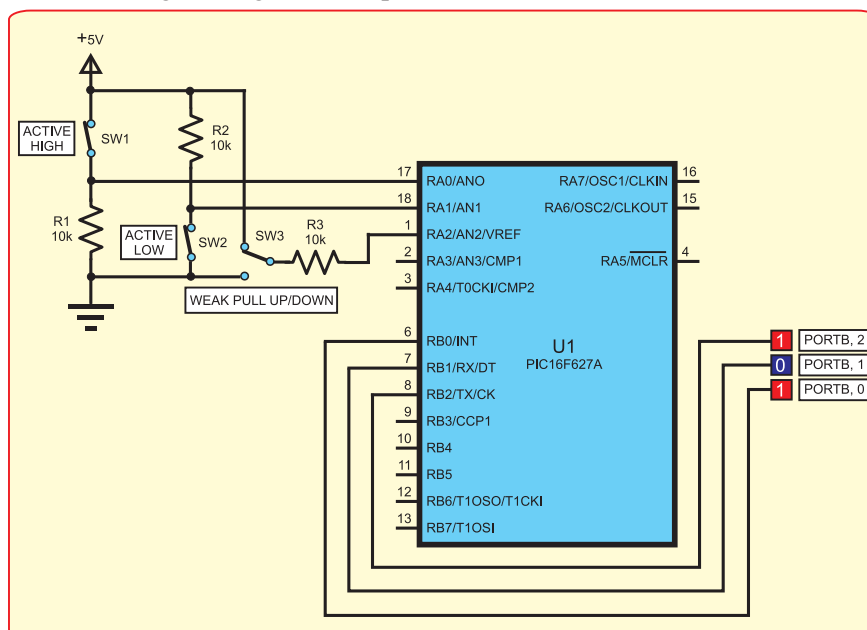 +5V
ACTIVE
HIGH
SW1
R2
10k
R1
10k
ACTIVE
LOW
SW2
SW3
R3
10k
WEAK PULL UP/DOWN
17
RA0/ANO
18
RA1/AN1
1
RA2/AN2/VREF
2
RA3/AN3/CMP1
3
RA4/T0CKI/CMP2
6
RB0/INT
7
RB1/RX/DT
8
RB2/TX/CK
9
RB3/CCP1
10
RB4
11
RB5
12
RB6/T1OSO/T1CKI
13
RB7/T1OSI
RA7/OSC1/CLKIN
16
RA6/OSC2/CLKOUT
15
RA5/MCLR
4
U1
PIC16F627A
1 PORTB, 2
0 PORTB, 1
1 PORTB, 0